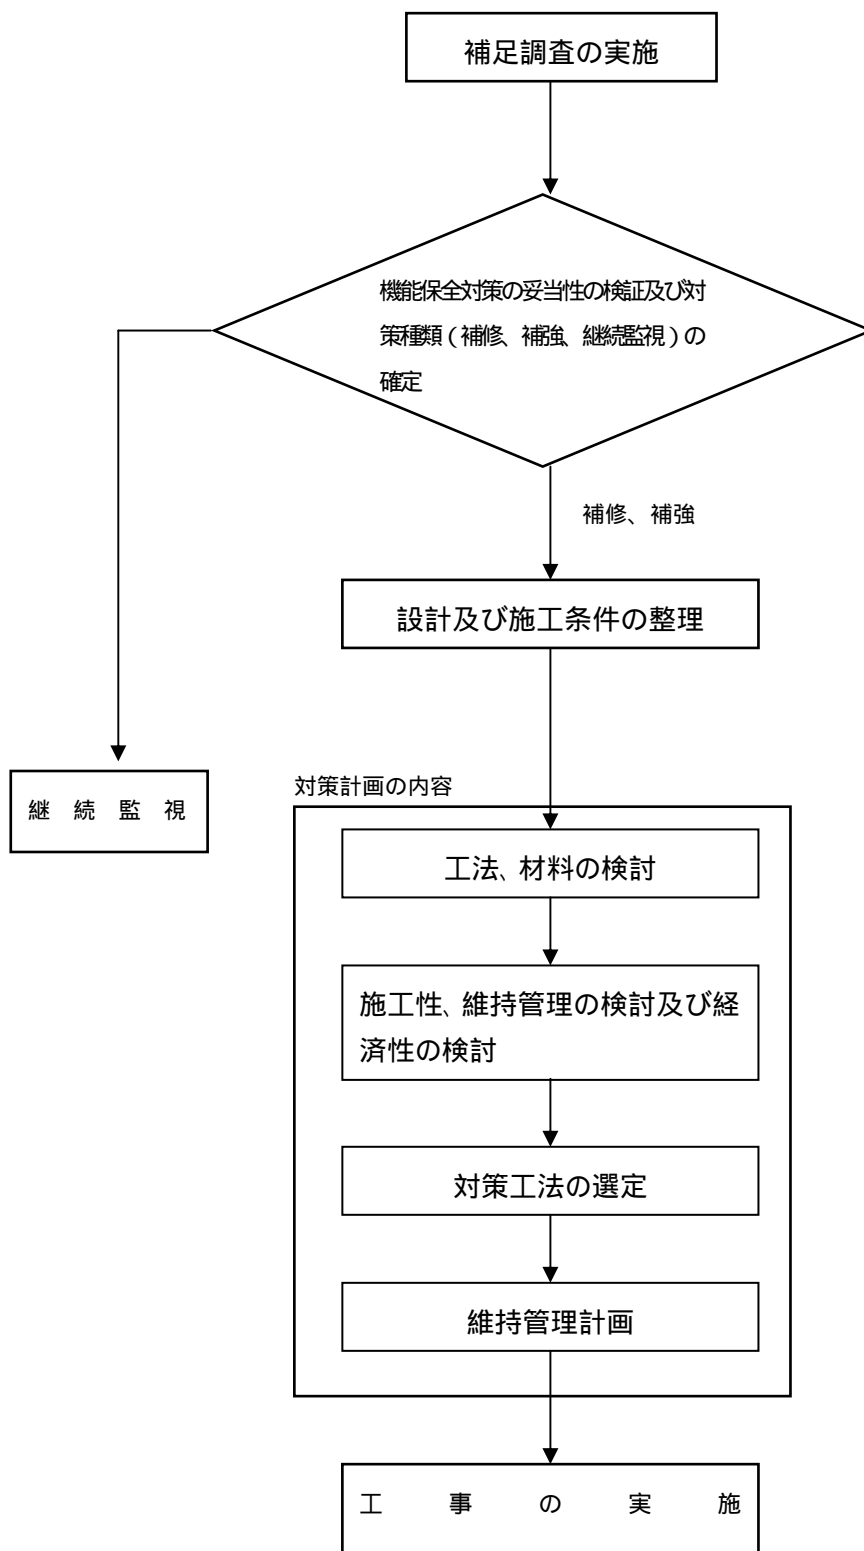 補足調査の実施
機能保全対策の妥当性の検証及び対
策種類(補修、補強、継続監視)の
確定
補修、補強
設計及び施工条件の整理
継続監視
対策計画の内容
工法、材料の検討
施工性、維持管理の検討及び経
済性の検討
対策工法の選定
維持管理計画
工事の実施